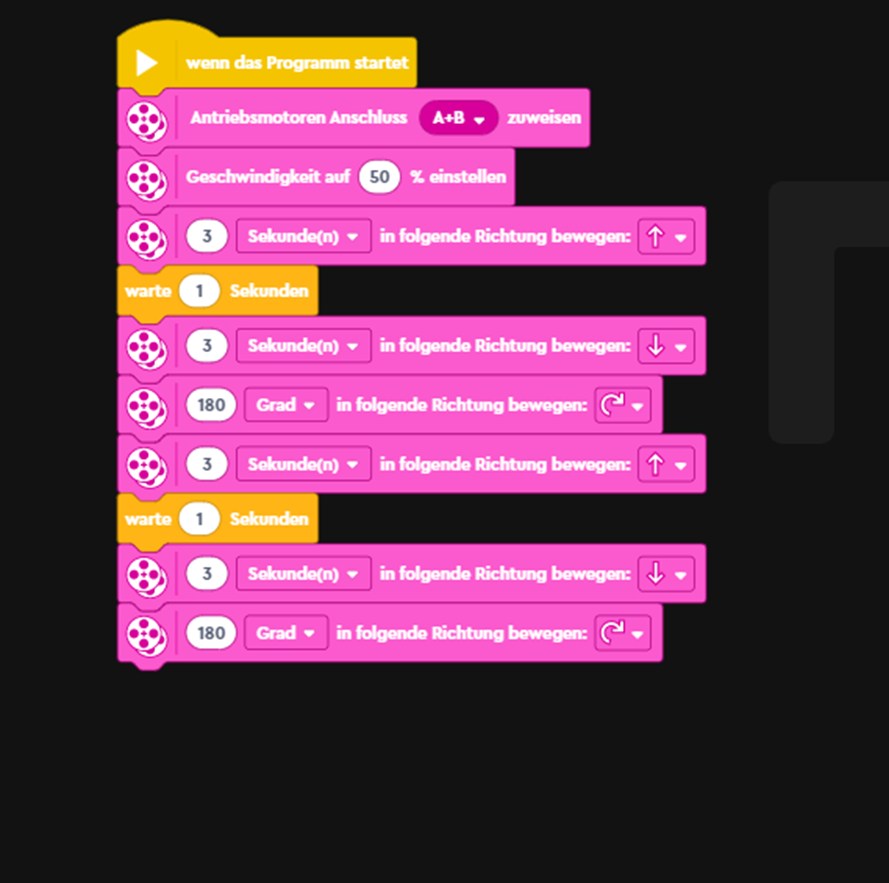 wenn das Programm startet
Antriebsmotoren Anschluss A+B zuweisen
Geschwindigkeit auf 50 % einstellen
3 Sekunde(n) in folgende Richtung bewegen:
warte 1 Sekunden
3 Sekunde(n) in folgende Richtung bewegen:
180 Grad in folgende Richtung bewegen:
3 Sekunde(n) in folgende Richtung bewegen:
warte 1 Sekunden
3 Sekunde(n) in folgende Richtung bewegen:
180 Grad in folgende Richtung bewegen: